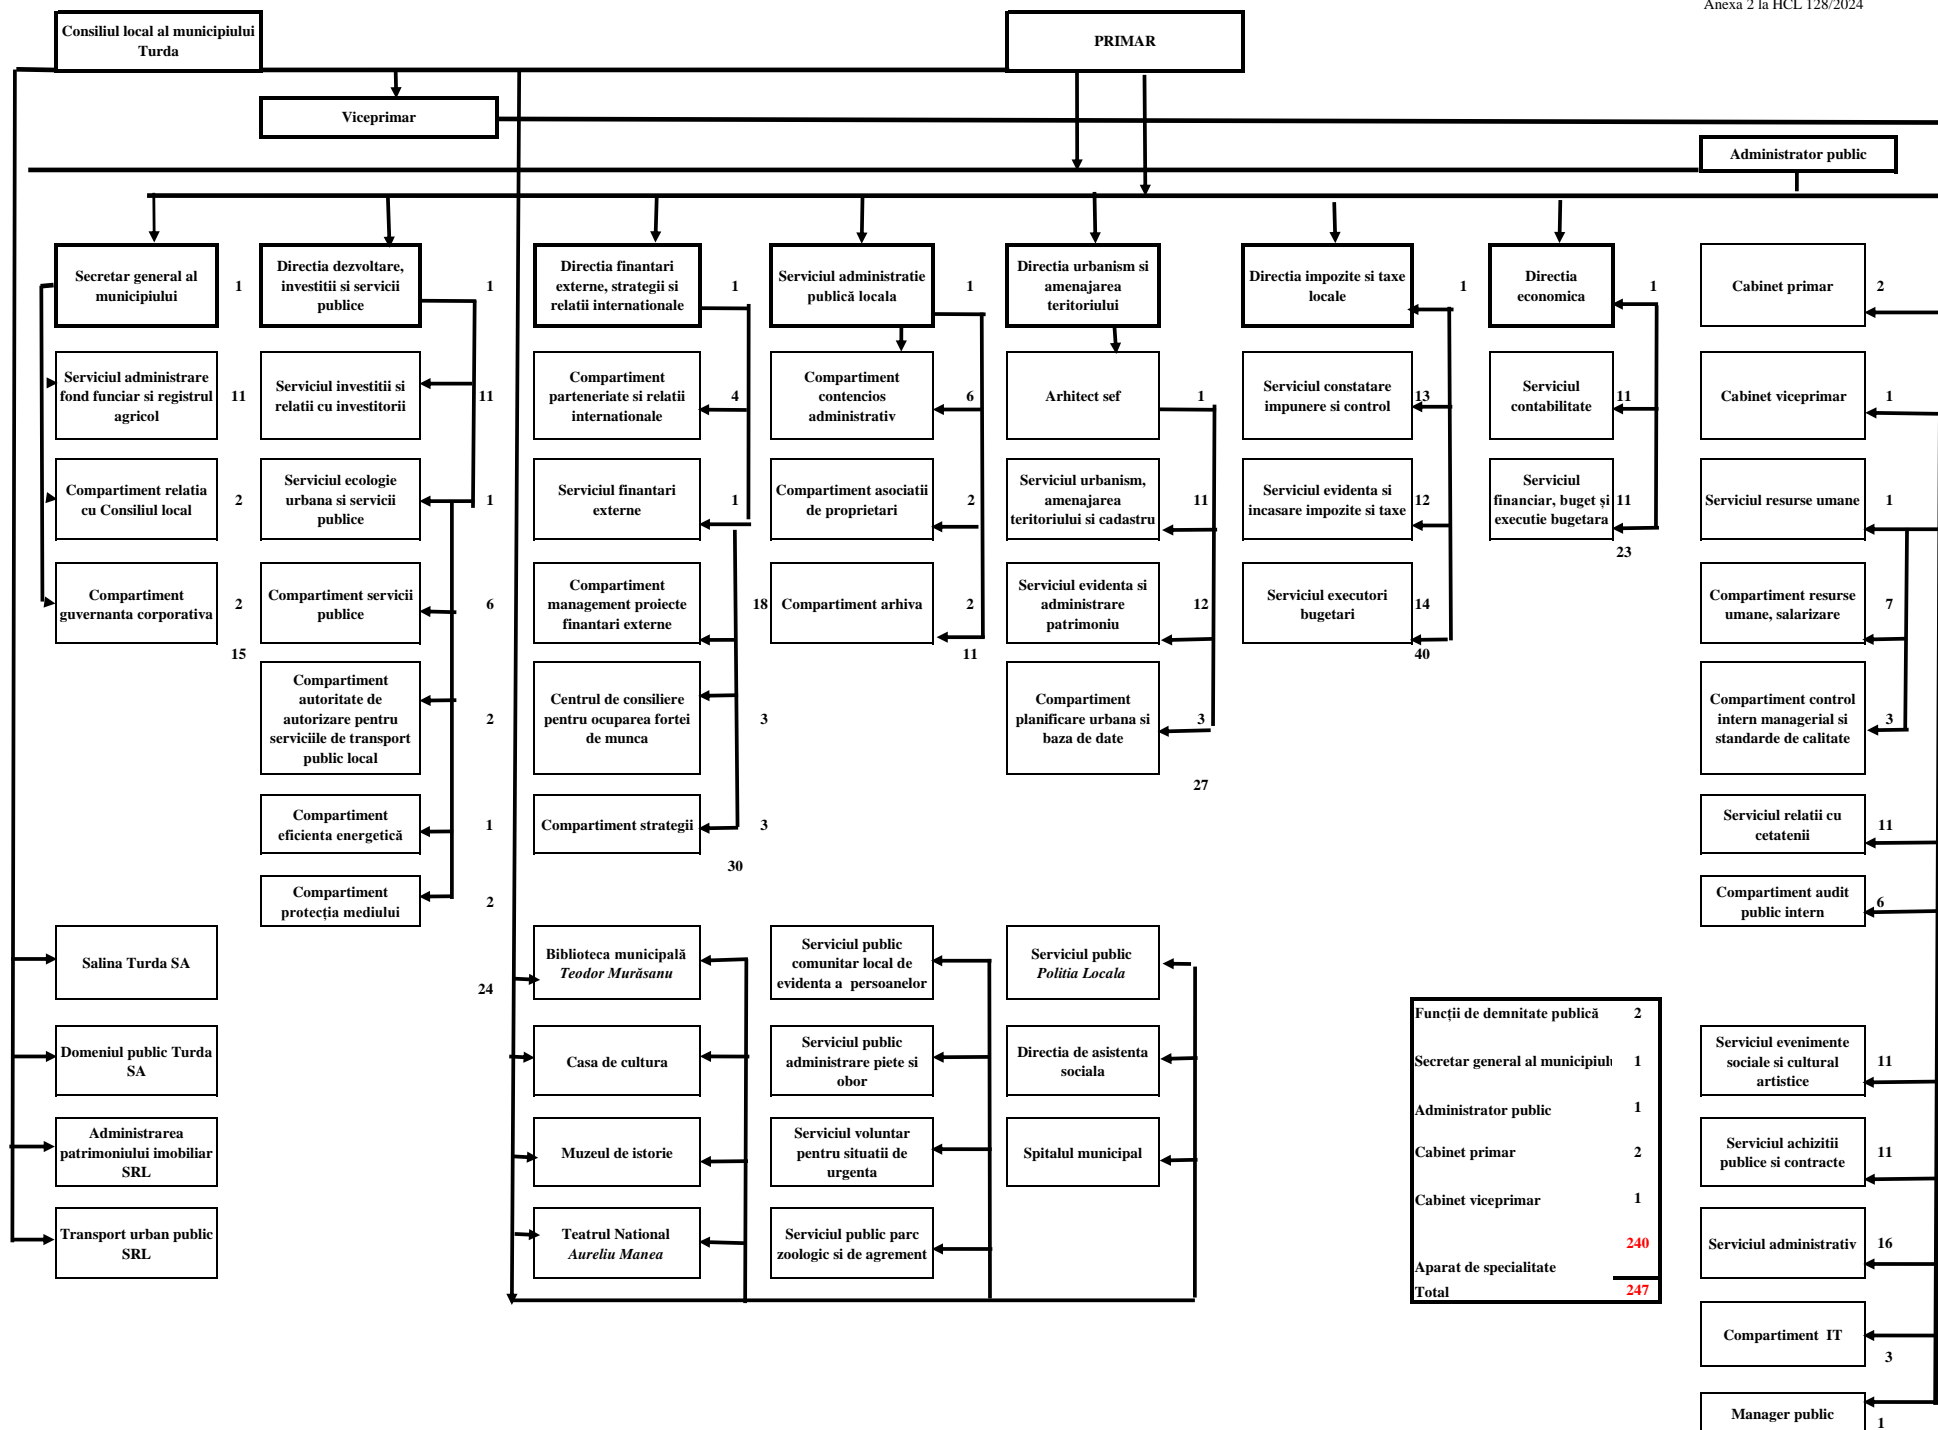 Anexa 2 la HCL 128/2024
Consiliul local al municipiului
Turda
PRIMAR
Viceprimar
Administrator public
Secretar general al
municipiului
1
Directia dezvoltare,
investitii si servicii
publice
1
Directia finantari
externe, strategii si
relatii internationale
1
Serviciul administratie
publică locala
1
Directia urbanism si
amenajarea
teritoriului
Directia impozite si taxe
locale
1
Directia
economica
1
Cabinet primar
2
Serviciul administrare
fond funciar si registrul
agricol
11
Serviciul investitii si
relatii cu investitorii
11
Compartiment
parteneriate si relatii
internationale
4
Compartiment
contencios
administrativ
6
Arhitect sef
1
Serviciul constatare
impunere si control
13
Serviciul
contabilitate
11
Cabinet viceprimar
1
Compartiment relatia
cu Consiliul local
2
Serviciul ecologie
urbana si servicii
publice
1
Serviciul finantari
externe
1
Compartiment asociatii
de proprietari
2
Serviciul urbanism,
amenajarea
teritoriului si cadastru
11
Serviciul evidenta si
incasare impozite si taxe
12
Serviciul
financiar, buget și
executie bugetara
11
23
Serviciul resurse umane
1
Compartiment
guvernanta corporativa
2
15
Compartiment servicii
publice
6
Compartiment
management proiecte
finantari externe
18
Compartiment arhiva
2
11
Serviciul evidenta si
administrare
patrimoniu
12
Serviciul executori
bugetari
14
40
Compartiment resurse
umane, salarizare
7
Compartiment
autoritate de
autorizare pentru
serviciile de transport
public local
2
Centrul de consiliere
pentru ocuparea fortei
de munca
3
Compartiment
planificare urbana si
baza de date
3
27
Compartiment control
intern managerial si
standarde de calitate
3
Compartiment
eficienta energetică
1
Compartiment strategii
3
30
Serviciul relatii cu
cetatenii
11
Compartiment
protecția mediului
2
24
Compartiment audit
public intern
6
Salina Turda SA
Biblioteca municipală
Teodor Murăsanu
Serviciul public
comunitar local de
evidenta a persoanelor
Serviciul public
Politia Locala
Domeniul public Turda
SA
Casa de cultura
Serviciul public
administrare piete si
obor
Directia de asistenta
sociala
Serviciul evenimente
sociale si cultural
artistice
11
Administrarea
patrimoniului imobiliar
SRL
Muzeul de istorie
Serviciul voluntar
pentru situatii de
urgenta
Spitalul municipal
Serviciul achizitii
publice si contracte
11
Transport urban public
SRL
Teatrul National
Aureliu Manea
Serviciul public parc
zoologic si de agrement
Serviciul administrativ
16
Funcții de demnitate publică 2
Secretar general al municipiulu 1
Administrator public 1
Cabinet primar 2
Cabinet viceprimar 1
240
Aparat de specialitate
Total 247
Compartiment IT
3
Manager public
1